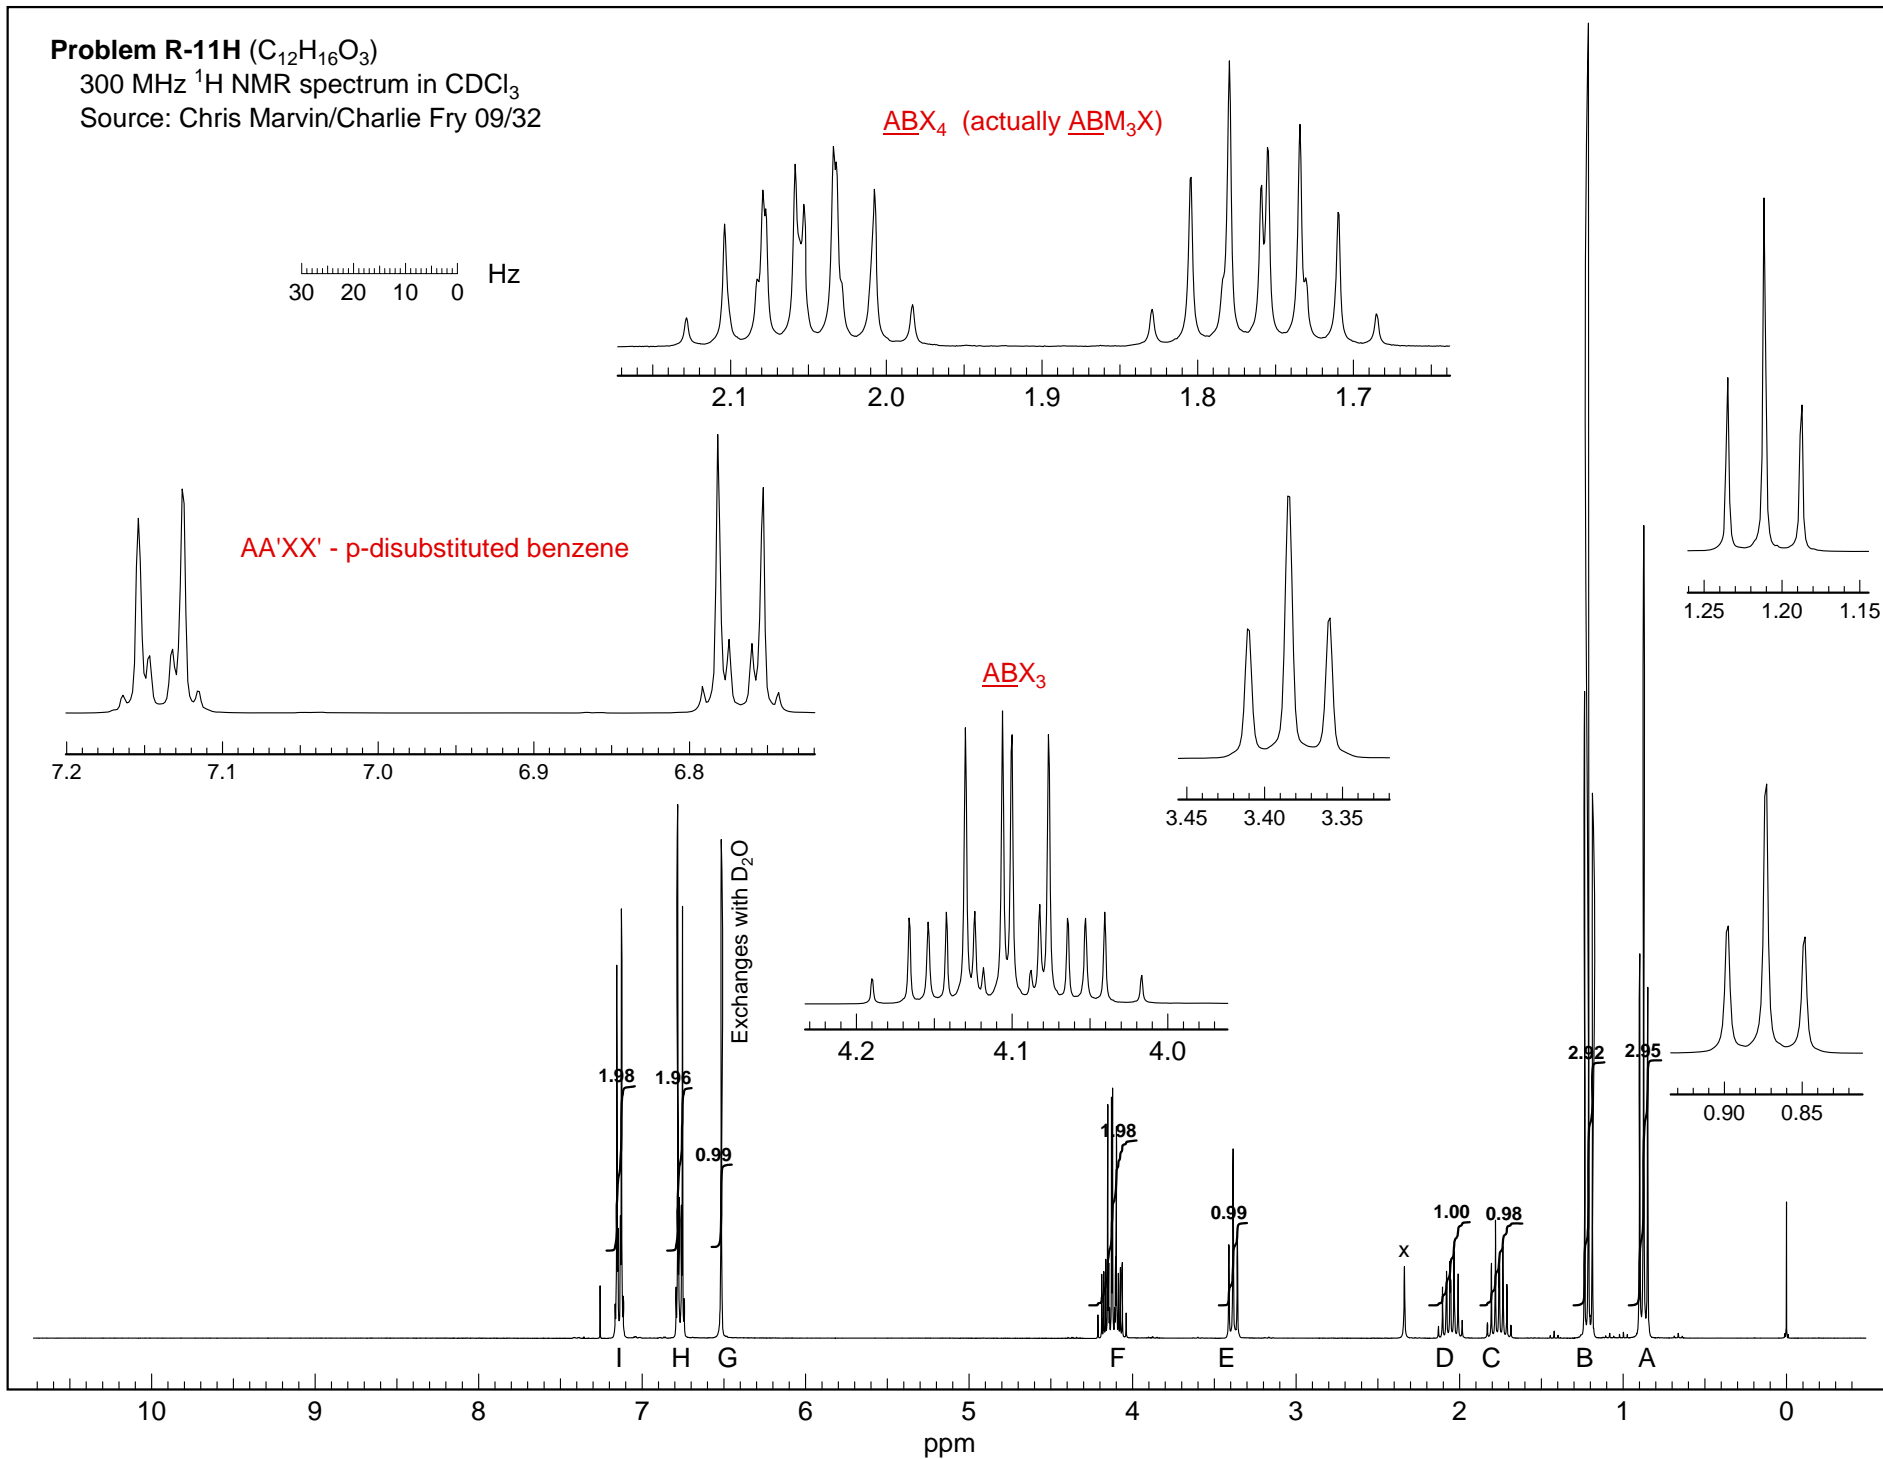 Problem R-11H (C12H16O3)
300 MHz 1H NMR spectrum in CDCl3
Source: Chris Marvin/Charlie Fry 09/32
ABX4 (actually ABM3X)
30 20 10 0 Hz
2.1 2.0 1.9 1.8 1.7
AA'XX' - p-disubstituted benzene
7.2 7.1 7.0 6.9 6.8
1.25 1.20 1.15
ABX3
3.45 3.40 3.35
Exchanges with D2O
4.2 4.1 4.0
0.90 0.85
1.98
1.96
0.99
1.98
0.99
x
1.00
0.98
2.92
2.95
I H G F E D C B A
10 9 8 7 6 5 4 3 2 1 0
ppm